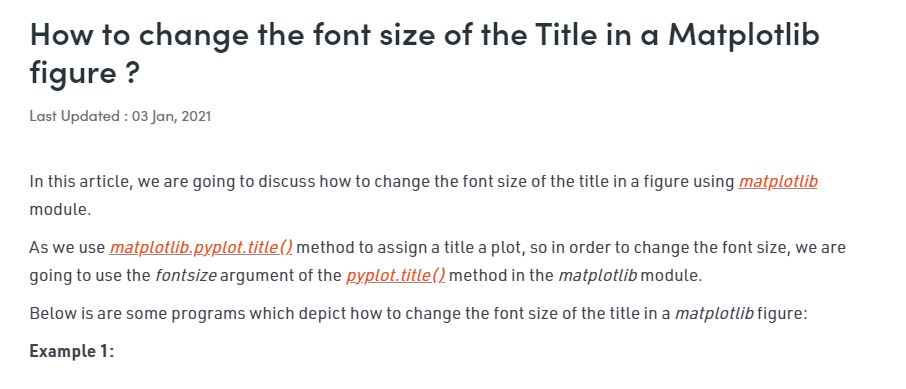 How to change the font size of the Title in a Matplotlib
figure ?
Last Updated : 03 Jan, 2021
In this article, we are going to discuss how to change the font size of the title in a figure using matplotlib
module.
As we use matplotlib.pyplot.title() method to assign a title a plot, so in order to change the font size, we are
going to use the fontsize argument of the pyplot.title() method in the matplotlib module.
Below is are some programs which depict how to change the font size of the title in a matplotlib figure:
Example 1: